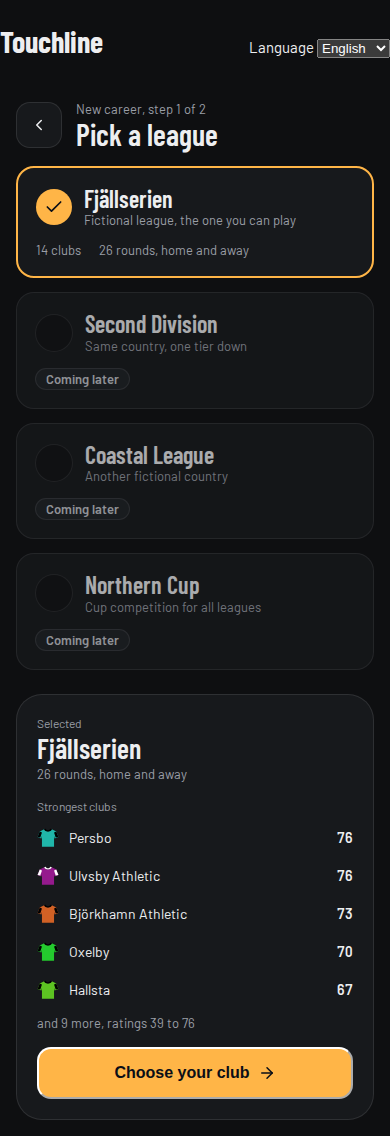 Touchline
Language English
New career, step 1 of 2
Pick a league
Fjällserien
Fictional league, the one you can play
14 clubs 26 rounds, home and away
Second Division
Same country, one tier down
Coming later
Coastal League
Another fictional country
Coming later
Northern Cup
Cup competition for all leagues
Coming later
Selected
Fjällserien
26 rounds, home and away
Strongest clubs
Persbo 76
Ulvsby Athletic 76
Björkhamn Athletic 73
Oxelby 70
Hallsta 67
and 9 more, ratings 39 to 76
Choose your club